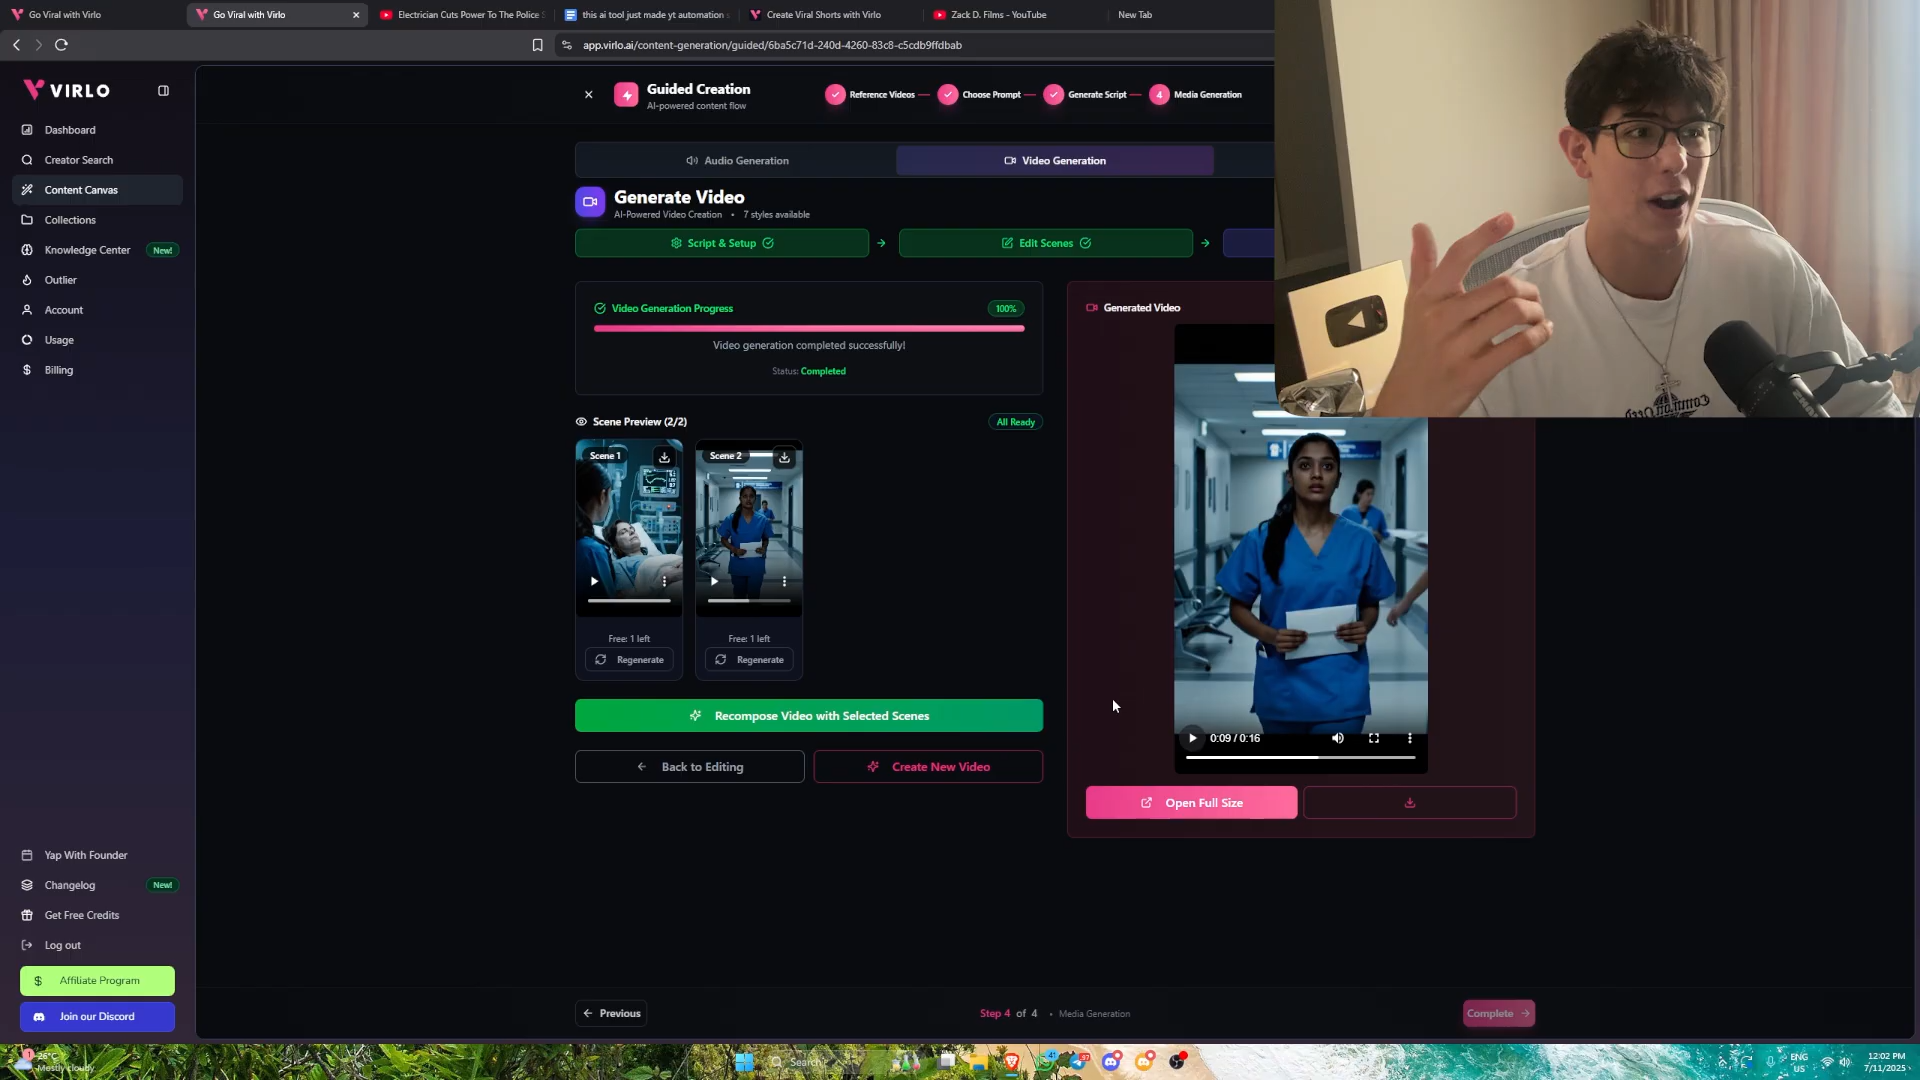 Go Viral with Virlo
Go Viral with Virlo
Electrician Cuts Power To The Police
this ai tool just made yt automation
Create Viral Shorts with Virlo
Zack D. Films - YouTube
New Tab
app.virlo.ai/content-generation/guided/6ba5c71d-240d-4260-83c8-c5cdb9ffdbab
VIRLO
Dashboard
Creator Search
Content Canvas
Collections
Knowledge Center New!
Outlier
Account
Usage
Billing
Yap With Founder
Changelog New!
Get Free Credits
Log out
Affiliate Program
Join our Discord
Guided Creation
AI-powered content flow
Reference Videos
Choose Prompt
Generate Script
4 Media Generation
Audio Generation
Video Generation
Generate Video
AI-Powered Video Creation • 7 styles available
Script & Setup
Edit Scenes
Video Generation Progress 100%
Video generation completed successfully!
Status: Completed
Scene Preview (2/2) All Ready
Scene 1
Scene 2
Free: 1 left
Regenerate
Free: 1 left
Regenerate
Recompose Video with Selected Scenes
Back to Editing
Create New Video
Generated Video
0:09 / 0:16
Open Full Size
Previous
Step 4 of 4 • Media Generation
Complete
26°C
Mostly cloudy
Search
ENG
US
12:02 PM
7/11/2025